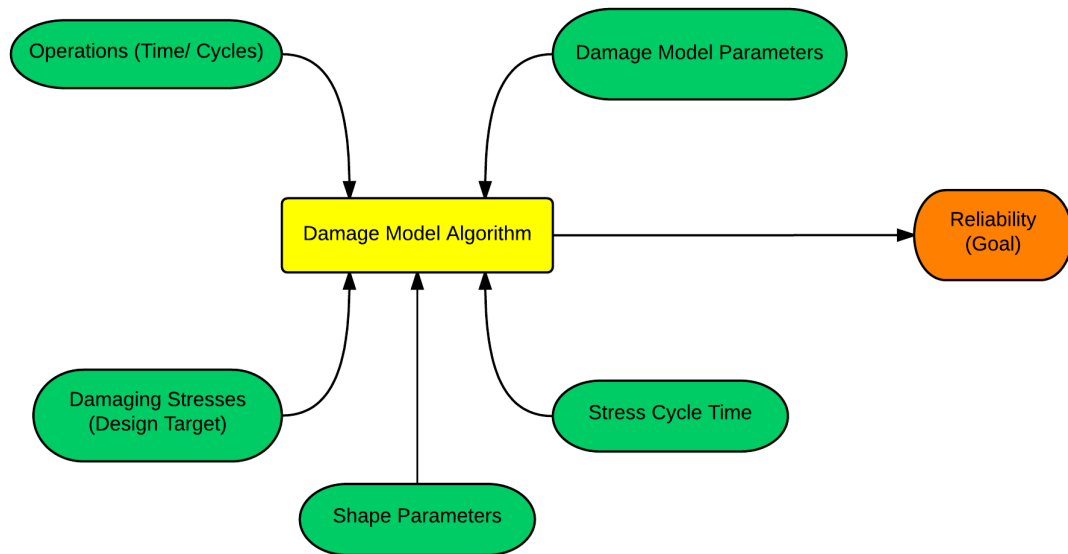 Operations (Time/ Cycles)
Damage Model Parameters
Damage Model Algorithm
Reliability
(Goal)
Damaging Stresses
(Design Target)
Stress Cycle Time
Shape Parameters